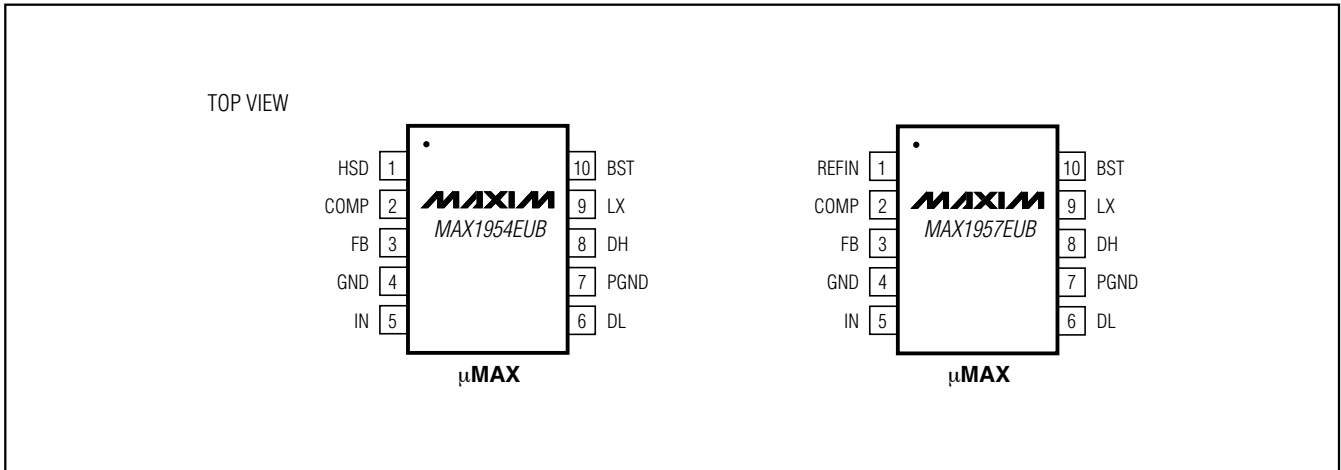 TOP VIEW
HSD 1
COMP 2
FB 3
GND 4
IN 5
MAXIM
MAX1954EUB
10 BST
9 LX
8 DH
7 PGND
6 DL
µMAX
REFIN 1
COMP 2
FB 3
GND 4
IN 5
MAXIM
MAX1957EUB
10 BST
9 LX
8 DH
7 PGND
6 DL
µMAX